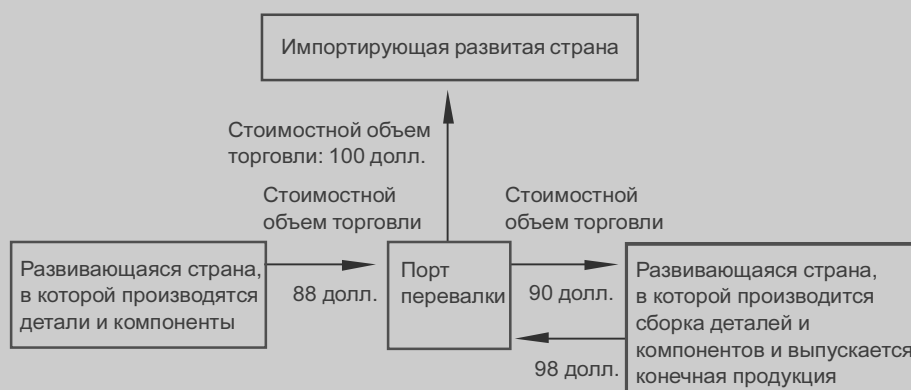 Импортирующая развитая страна
Стоимостной объем
торговли: 100 долл.
Стоимостной
объем торговли
Стоимостной
объем торговли
Развивающаяся страна,
в которой производятся
детали и компоненты
88 долл.
Порт
перевалки
90 долл.
98 долл.
Развивающаяся страна,
в которой производится
сборка деталей и
компонентов и выпускается
конечная продукция